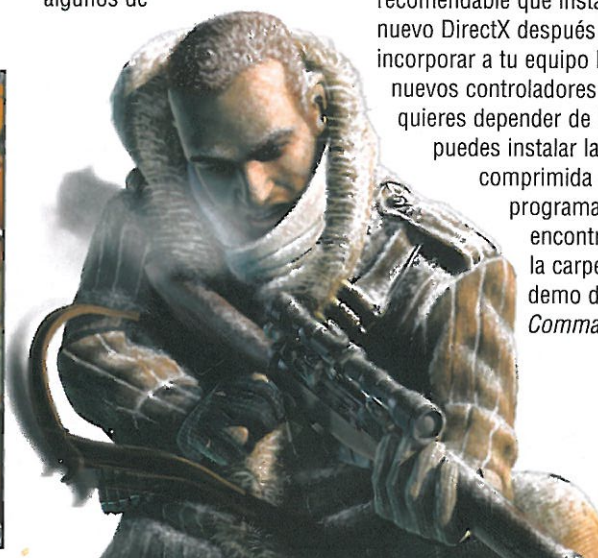 algunos de
recomendable que insta
nuevo DirectX después
incorporar a tu equipo l
nuevos controladores
quieres depender de
puedes instalar la
comprimida
programa
encontr
la carpe
demo d
Comma